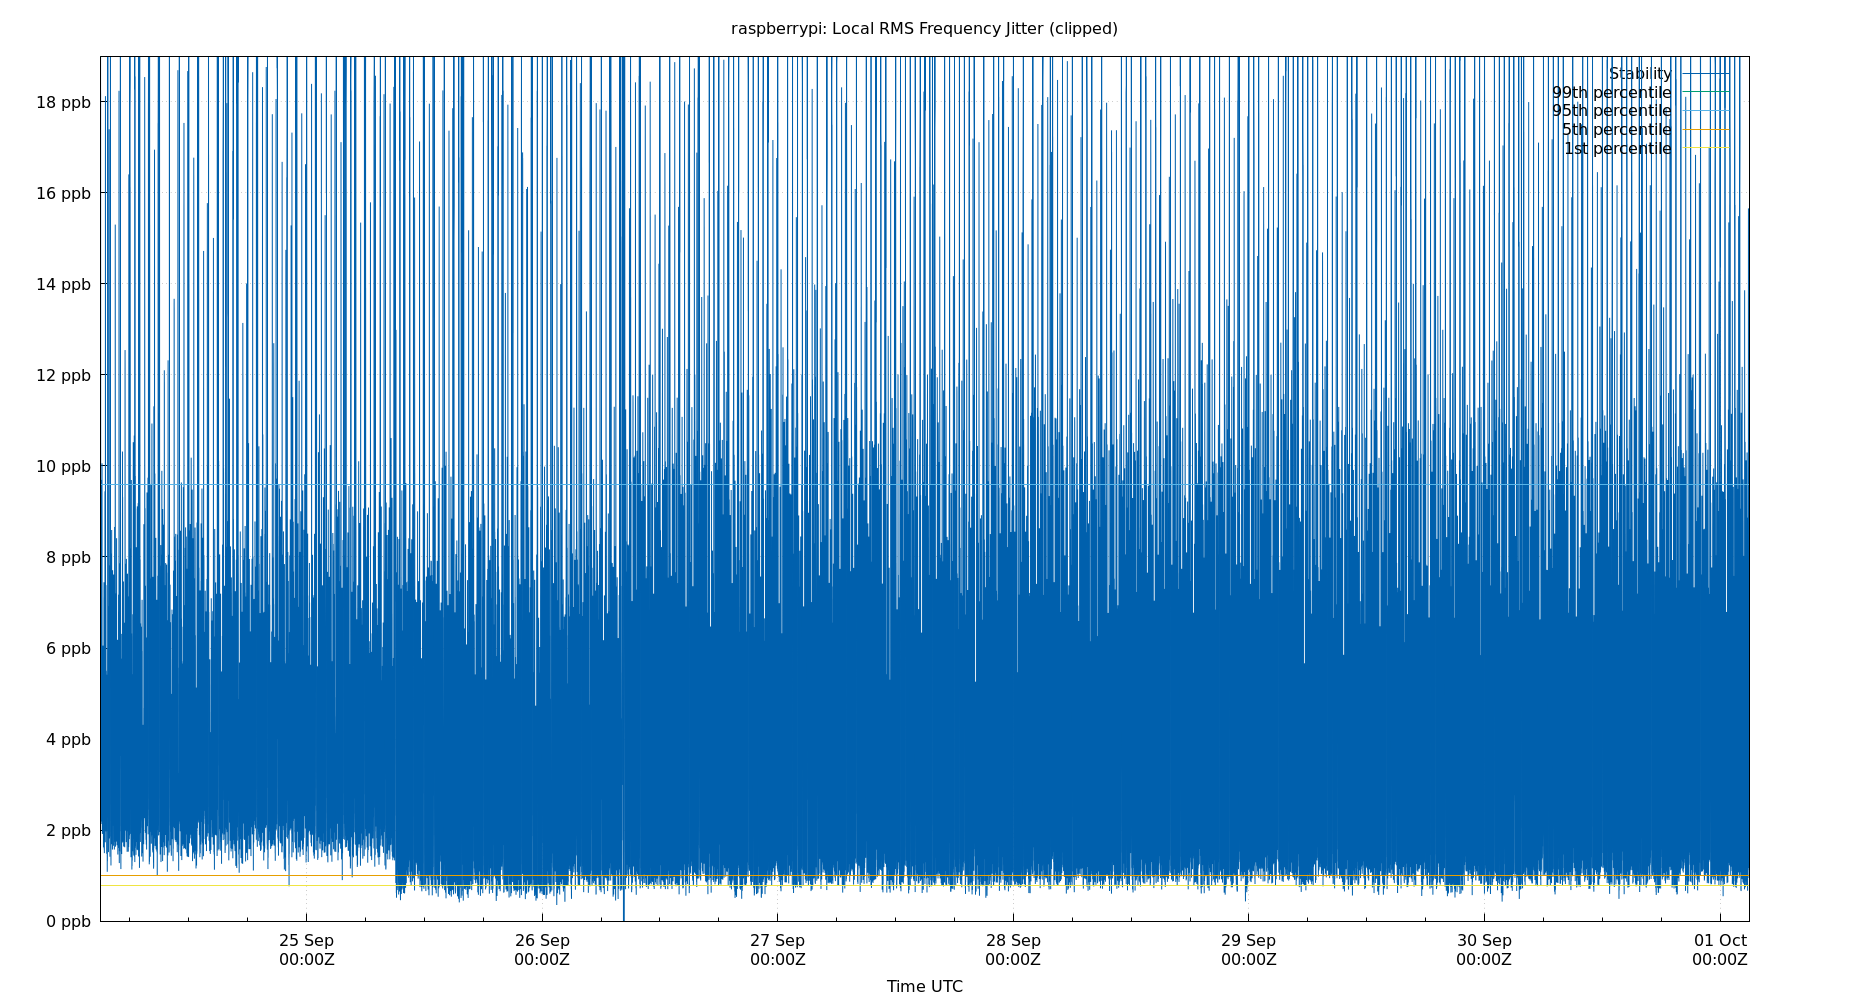 raspberrypi: Local RMS Frequency Jitter (clipped)
Stability
99th percentile
95th percentile
5th percentile
1st percentile
18 ppb
16 ppb
14 ppb
12 ppb
10 ppb
8 ppb
6 ppb
4 ppb
2 ppb
0 ppb
25 Sep 26 Sep 27 Sep 28 Sep 29 Sep 30 Sep 01 Oct
00:00Z 00:00Z 00:00Z 00:00Z 00:00Z 00:00Z 00:00Z
Time UTC